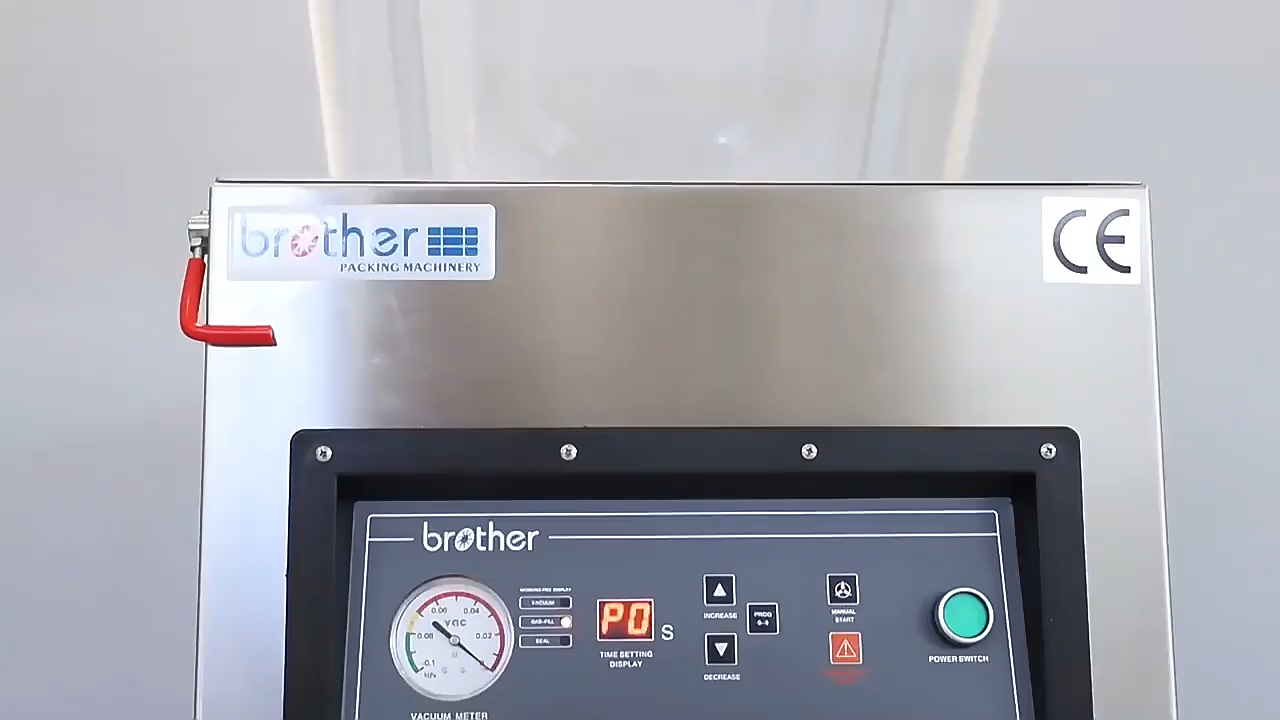 brother
PACKING MACHINERY
CE
brother
WORKING PRO DISPLAY
VACUUM
GAS-FILL
SEAL
0.06
0.04
vac
0.08
0.02
-0.1
0
MPa
P0
S
TIME SETTING
DISPLAY
INCREASE
PROG
0-9
DECREASE
MANUAL
START
POWER SWITCH
VACUUM METER